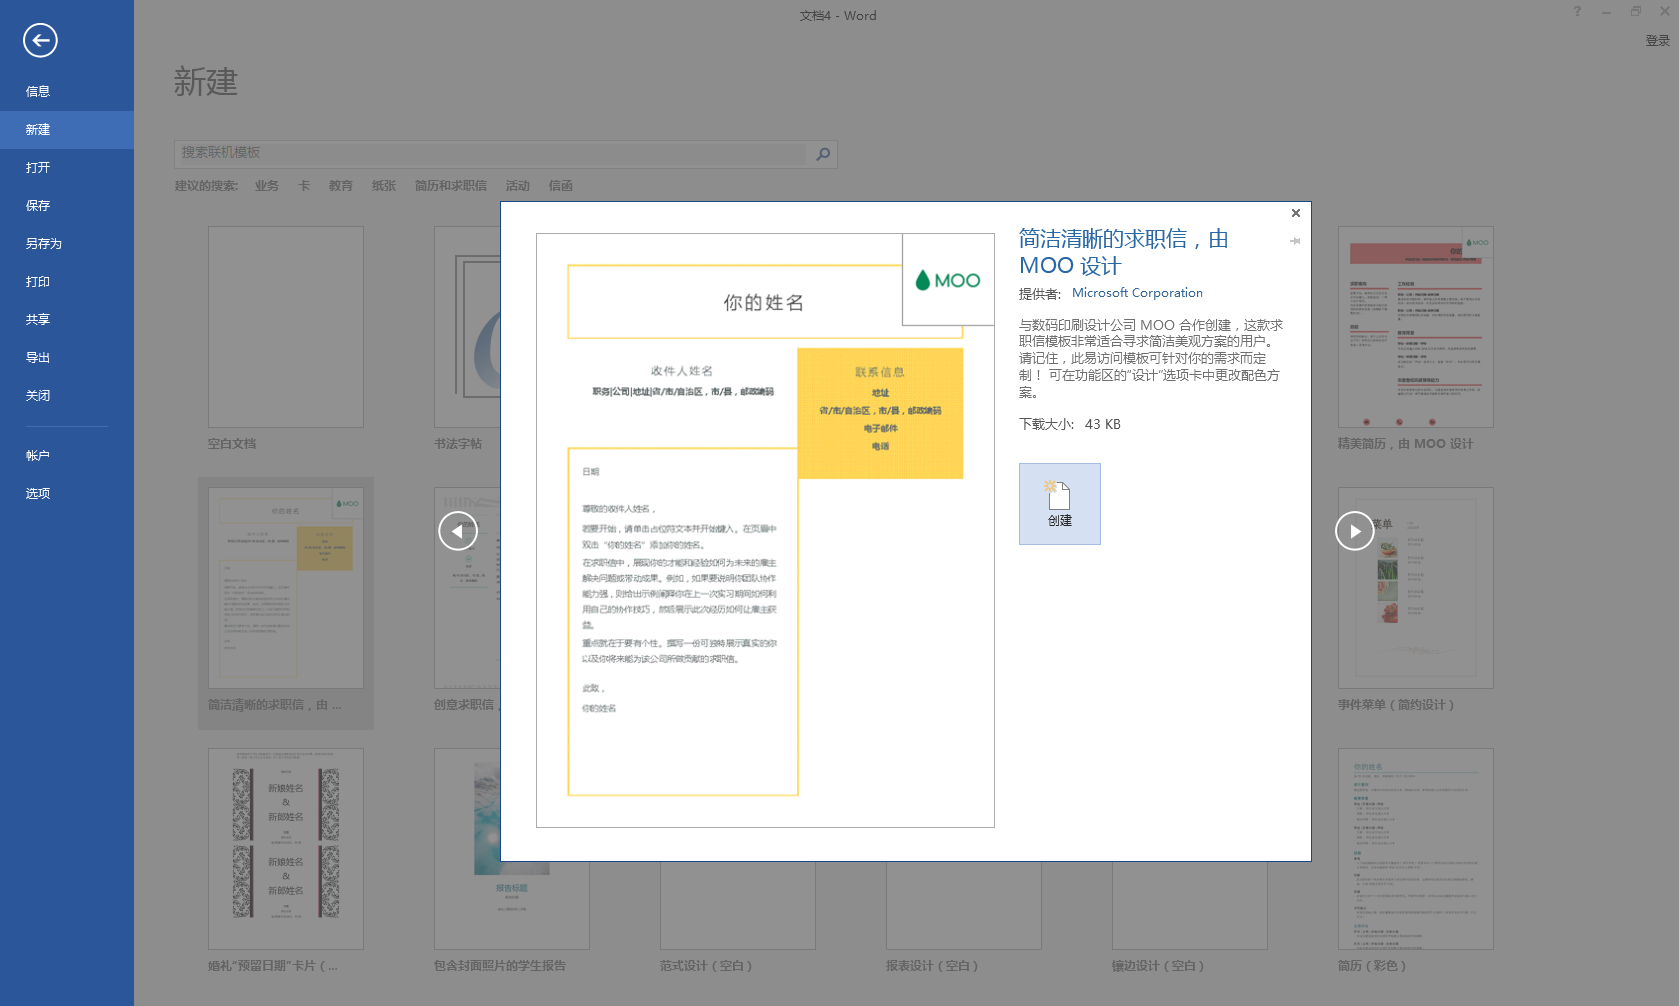 文档4 - Word
登录
信息
新建
打开
保存
另存为
打印
共享
导出
关闭
帐户
选项
新建
搜索联机模板
建议的搜索: 业务 卡 教育 纸张 简历和求职信 活动 信函
空白文档
书法字帖
精美简历，由 MOO 设计
简洁清晰的求职信，由 ...
创意求职信，
菜单
事件菜单（简约设计）
新娘姓名
&
新郎姓名
新娘姓名
&
新郎姓名
婚礼“预留日期”卡片（...
报告标题
包含封面照片的学生报告
范式设计（空白）
报表设计（空白）
镶边设计（空白）
你的姓名
简历（彩色）
MOO
你的姓名
收件人姓名
职务|公司|地址|省/市/自治区，市/县，邮政编码
联系信息
地址
省/市/自治区，市/县，邮政编码
电子邮件
电话
日期
尊敬的收件人姓名，
若要开始，请单击占位符文本并开始键入。在页眉中
双击“你的姓名”添加你的姓名。
在求职信中，展现你的才能和经验如何为未来的雇主
解决问题或带动成果。例如，如果要说明你团队协作
能力强，则给出示例阐释你在上一次实习期间如何利
用自己的协作技巧，然后展示此次经历如何让雇主获
益。
重点就在于要有个性。撰写一份可独特展示真实的你
以及你将来能为该公司所做贡献的求职信。
此致，
你的姓名
简洁清晰的求职信，由
MOO 设计
提供者: Microsoft Corporation
与数码印刷设计公司 MOO 合作创建，这款求
职信模板非常适合寻求简洁美观方案的用户。
请记住，此易访问模板可针对你的需求而定
制！ 可在功能区的“设计”选项卡中更改配色方
案。
下载大小: 43 KB
创建